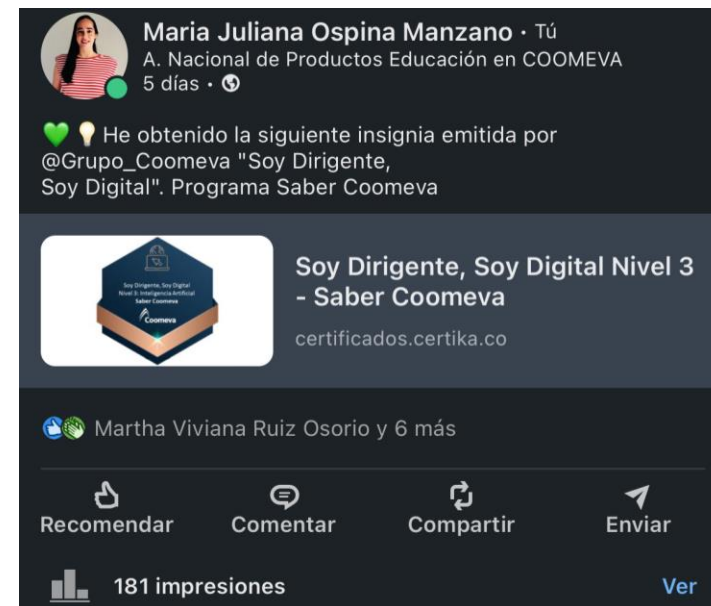 Maria Juliana Ospina Manzano • Tú
A. Nacional de Productos Educación en COOMEVA
5 días •
He obtenido la siguiente insignia emitida por
@Grupo_Coomeva "Soy Dirigente,
Soy Digital". Programa Saber Coomeva
Soy Dirigente, Soy Digital
Nivel 3: Inteligencia Artificial
Saber Coomeva
Coomeva
Soy Dirigente, Soy Digital Nivel 3
- Saber Coomeva
certificados.certika.co
Martha Viviana Ruiz Osorio y 6 más
Recomendar Comentar Compartir Enviar
181 impresiones Ver